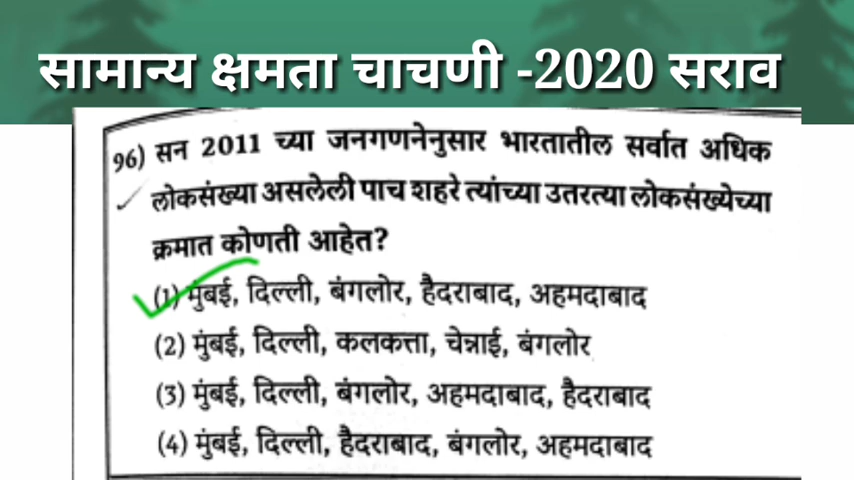 सामान्य क्षमता चाचणी -2020 सराव
96) सन 2011 च्या जनगणनेनुसार भारतातील सर्वात अधिक
लोकसंख्या असलेली पाच शहरे त्यांच्या उतरत्या लोकसंख्येच्या
क्रमात कोणती आहेत?
(1) मुंबई, दिल्ली, बंगलोर, हैदराबाद, अहमदाबाद
(2) मुंबई, दिल्ली, कलकत्ता, चेन्नाई, बंगलोर
(3) मुंबई, दिल्ली, बंगलोर, अहमदाबाद, हैदराबाद
(4) मुंबई, दिल्ली, हैदराबाद, बंगलोर, अहमदाबाद